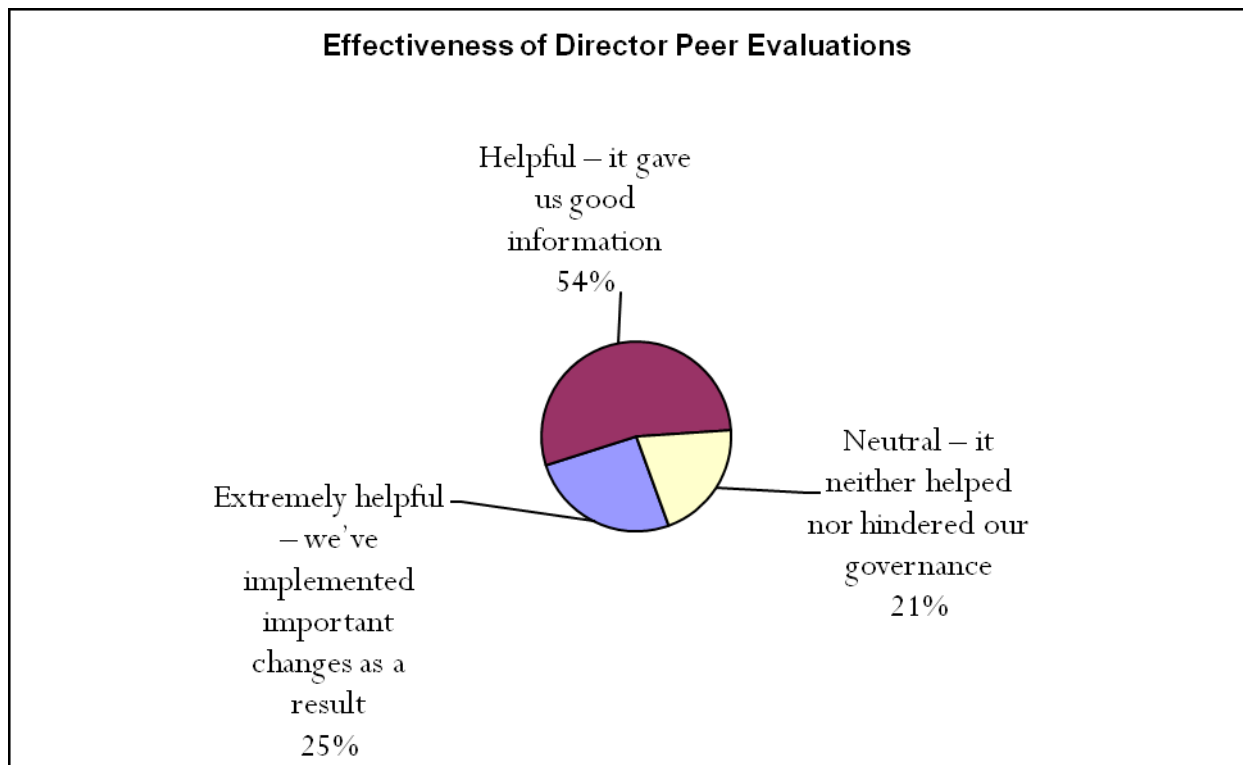 Effectiveness of Director Peer Evaluations
Helpful – it gave
us good
information
54%
Neutral – it
neither helped
nor hindered our
governance
21%
Extremely helpful
– we’ve
implemented
important
changes as a
result
25%